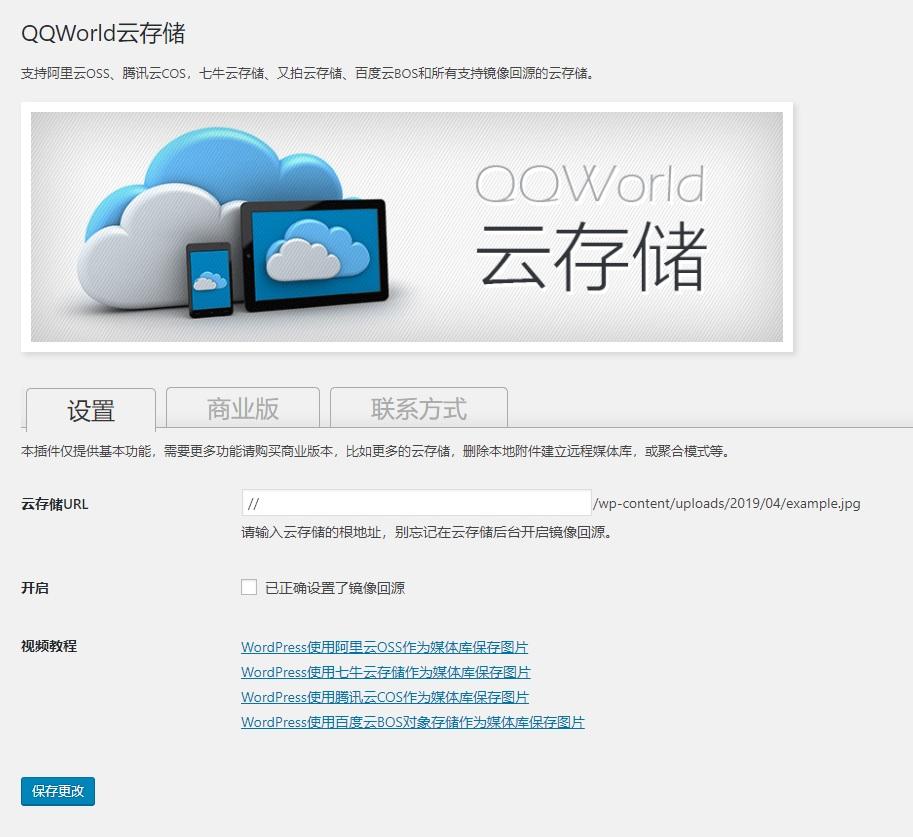 QQWorld云存储
支持阿里云OSS、腾讯云COS，七牛云存储、又拍云存储、百度云BOS和所有支持镜像回源的云存储。
QQWorld
云存储
设置 商业版 联系方式
本插件仅提供基本功能，需要更多功能请购买商业版本，比如更多的云存储，删除本地附件建立远程媒体库，或聚合模式等。
云存储URL // /wp-content/uploads/2019/04/example.jpg
请输入云存储的根地址，别忘记在云存储后台开启镜像回源。
开启 已正确设置了镜像回源
视频教程 WordPress使用阿里云OSS作为媒体库保存图片
WordPress使用七牛云存储作为媒体库保存图片
WordPress使用腾讯云COS作为媒体库保存图片
WordPress使用百度云BOS对象存储作为媒体库保存图片
保存更改